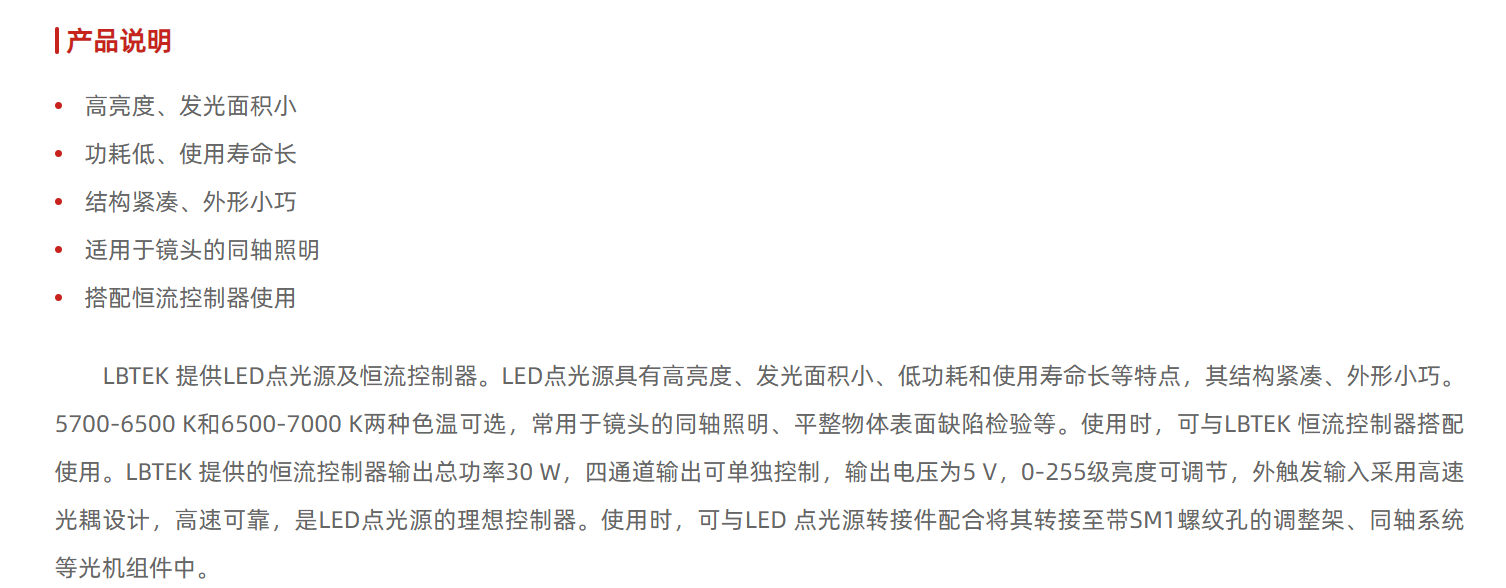 产品说明
• 高亮度、发光面积小
• 功耗低、使用寿命长
• 结构紧凑、外形小巧
• 适用于镜头的同轴照明
• 搭配恒流控制器使用
LBTEK 提供LED点光源及恒流控制器。LED点光源具有高亮度、发光面积小、低功耗和使用寿命长等特点，其结构紧凑、外形小巧。
5700-6500 K和6500-7000 K两种色温可选，常用于镜头的同轴照明、平整物体表面缺陷检验等。使用时，可与LBTEK 恒流控制器搭配
使用。LBTEK 提供的恒流控制器输出总功率30 W，四通道输出可单独控制，输出电压为5 V，0-255级亮度可调节，外触发输入采用高速
光耦设计，高速可靠，是LED点光源的理想控制器。使用时，可与LED 点光源转接件配合将其转接至带SM1螺纹孔的调整架、同轴系统
等光机组件中。